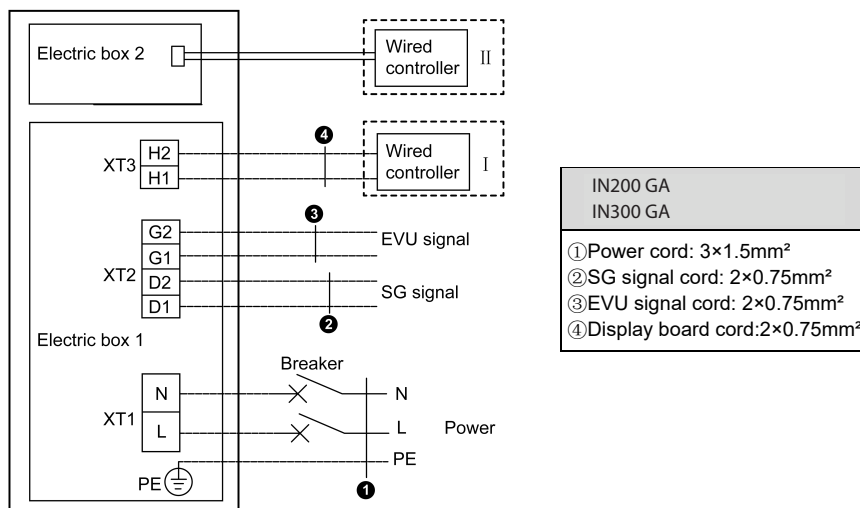 Electric box 2
Wired
controller
II
4
H2
XT3
H1
Wired
controller
I
3
G2
G1
EVU signal
XT2
D2
D1
SG signal
2
Electric box 1
Breaker
N
XT1
L
N
L
Power
PE
PE
1
IN200 GA
IN300 GA
①Power cord: 3×1.5mm²
②SG signal cord: 2×0.75mm²
③EVU signal cord: 2×0.75mm²
④Display board cord:2×0.75mm²